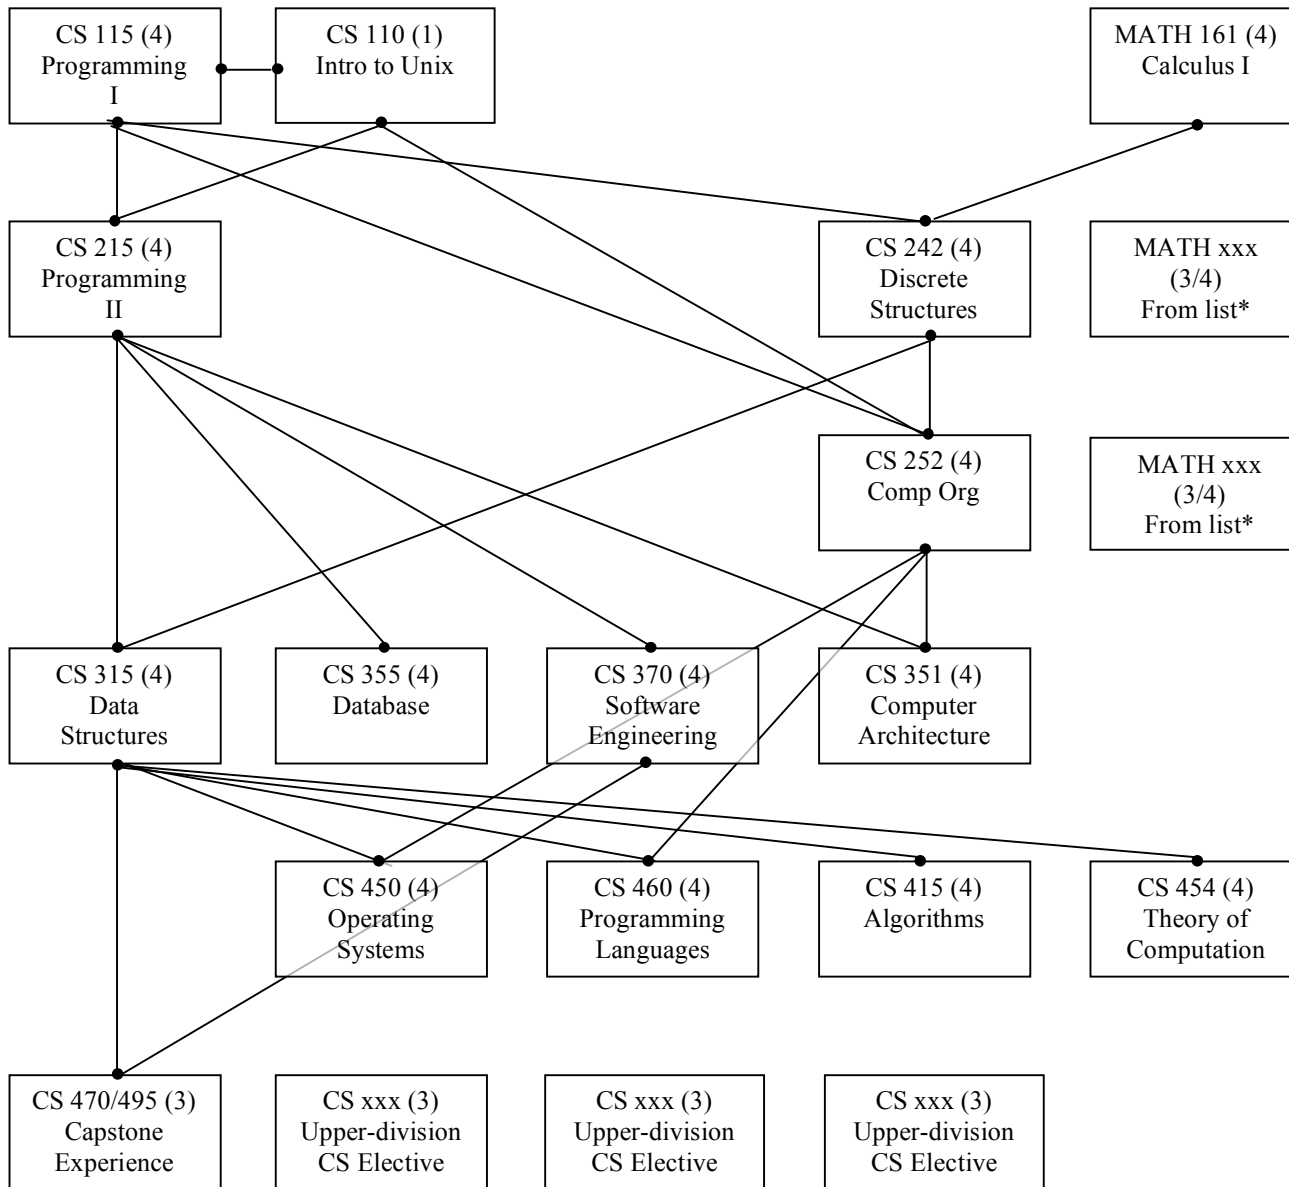 CS 115 (4)
Programming
I
CS 110 (1)
Intro to Unix
MATH 161 (4)
Calculus I
CS 215 (4)
Programming
II
CS 242 (4)
Discrete
Structures
MATH xxx
(3/4)
From list*
CS 252 (4)
Comp Org
MATH xxx
(3/4)
From list*
CS 315 (4)
Data
Structures
CS 355 (4)
Database
CS 370 (4)
Software
Engineering
CS 351 (4)
Computer
Architecture
CS 450 (4)
Operating
Systems
CS 460 (4)
Programming
Languages
CS 415 (4)
Algorithms
CS 454 (4)
Theory of
Computation
CS 470/495 (3)
Capstone
Experience
CS xxx (3)
Upper-division
CS Elective
CS xxx (3)
Upper-division
CS Elective
CS xxx (3)
Upper-division
CS Elective